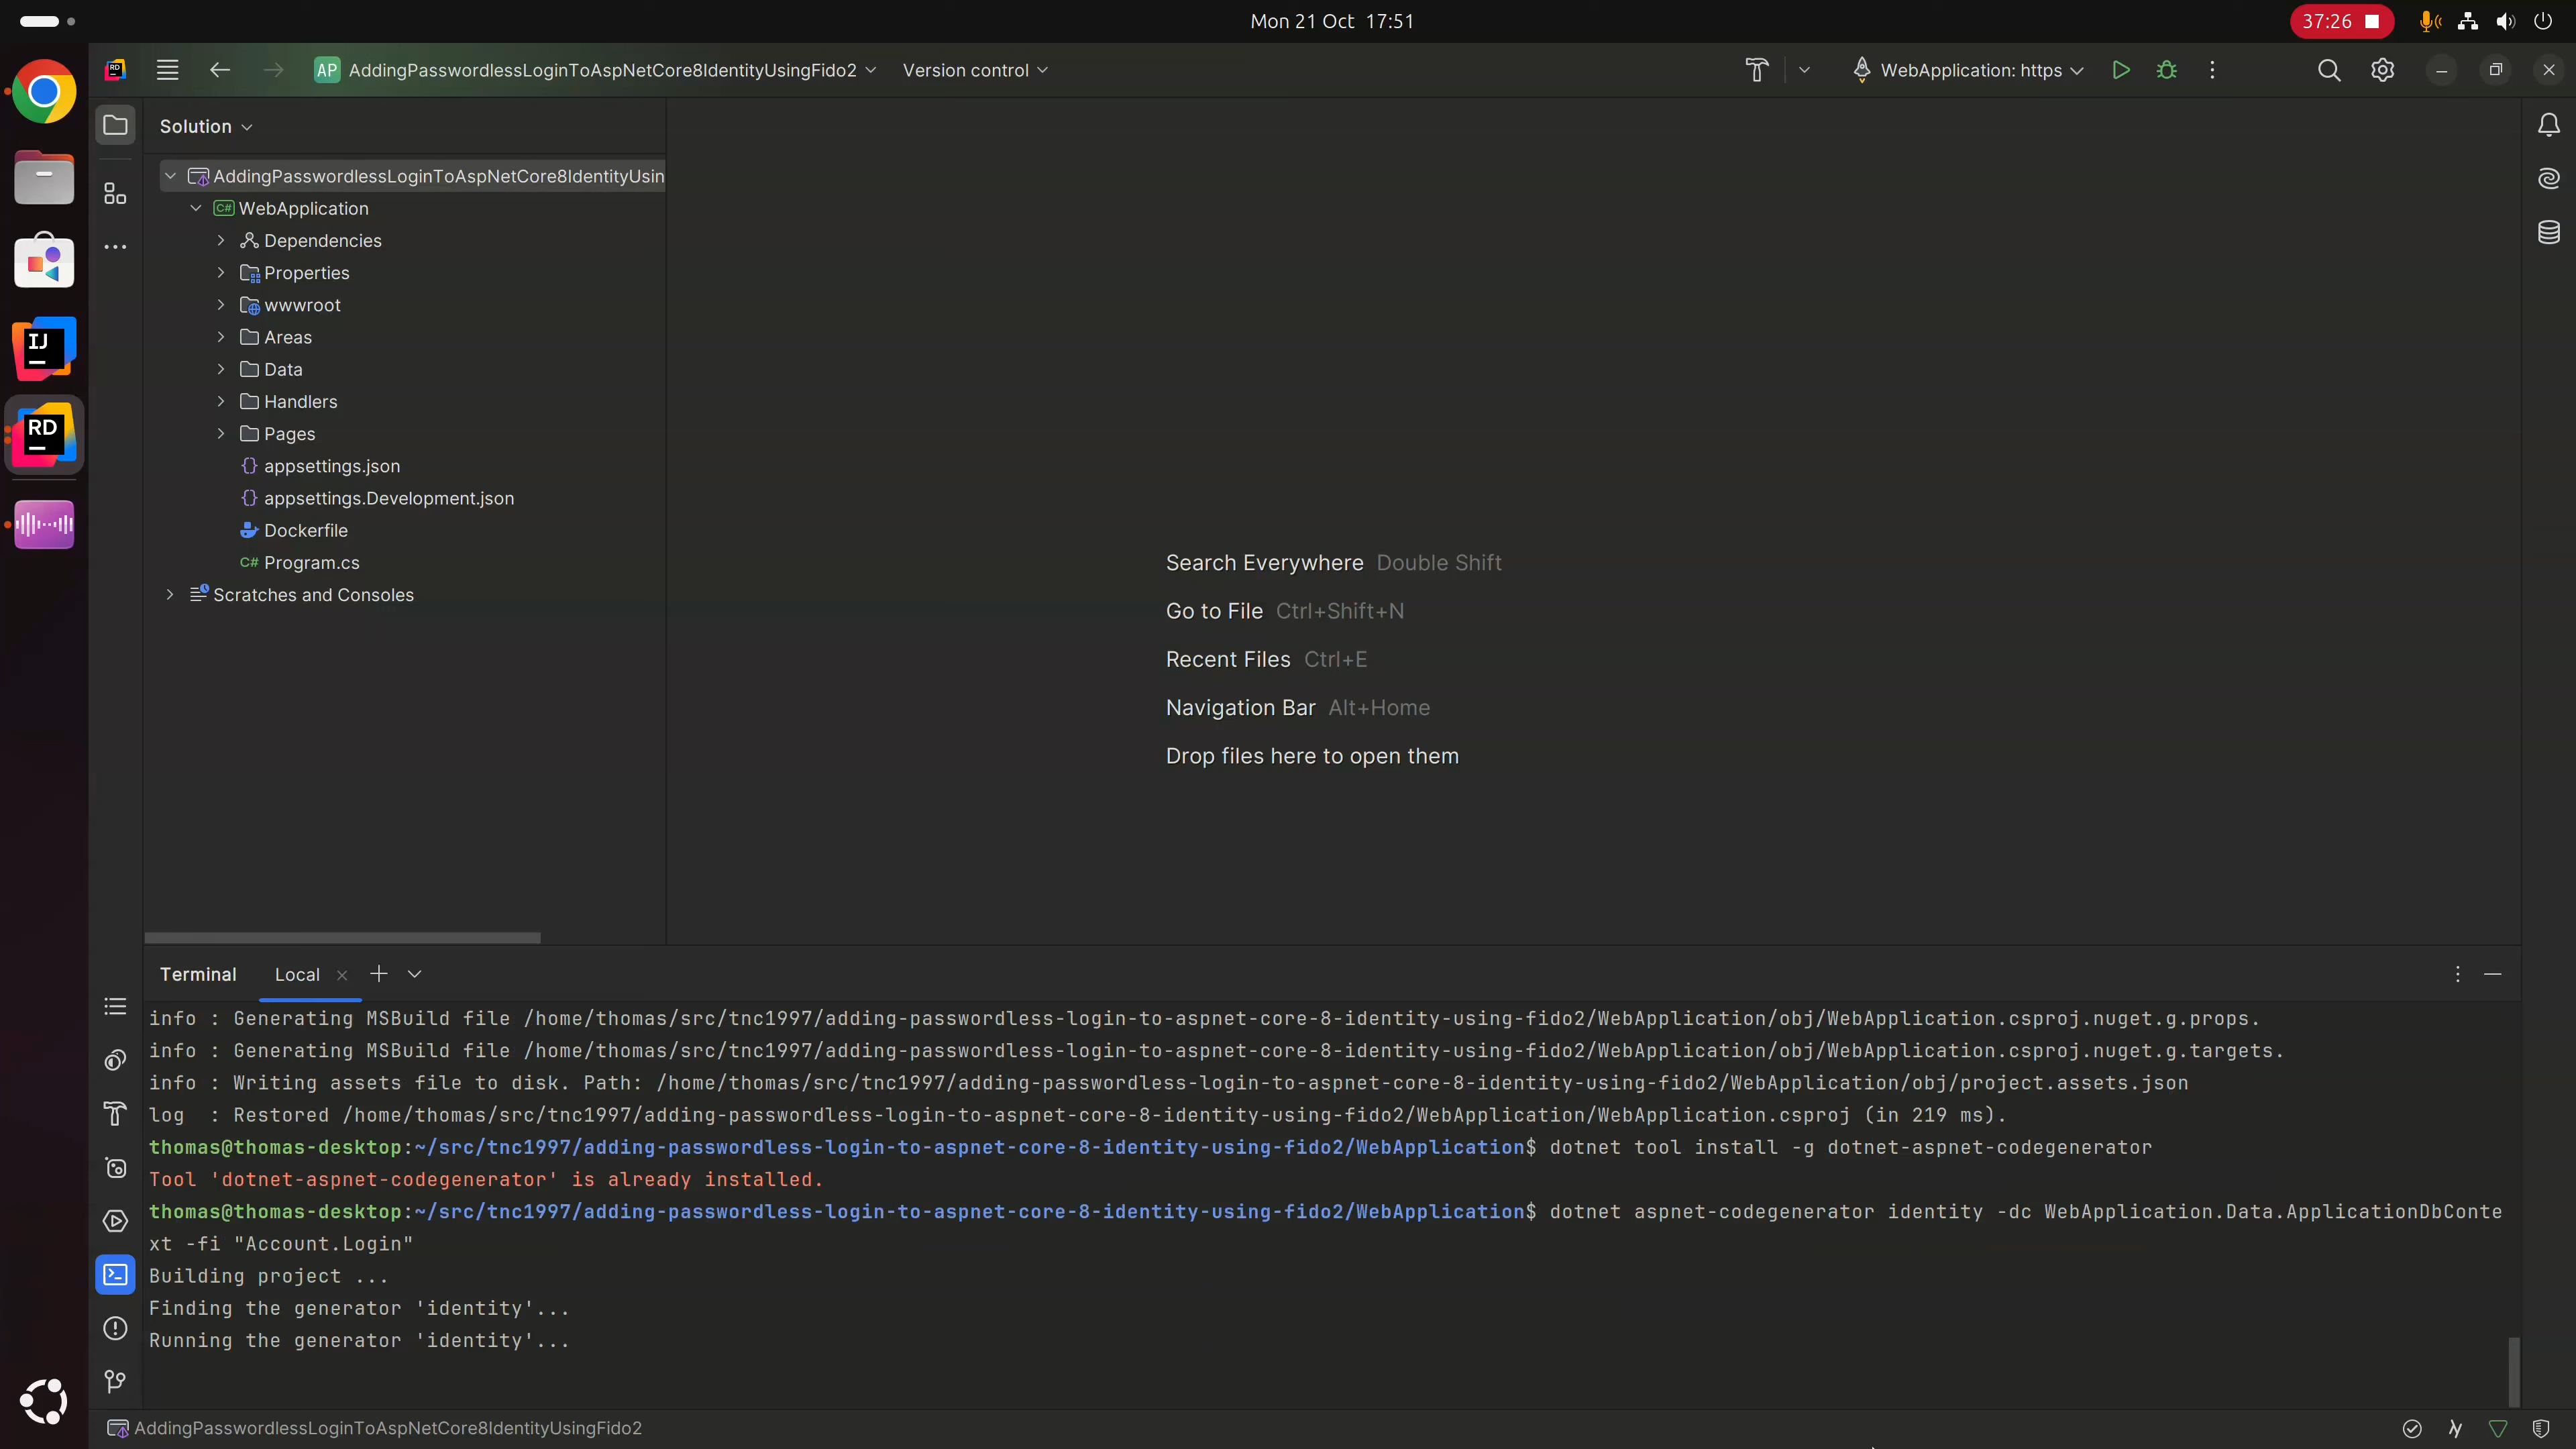 Mon 21 Oct 17:51
37:26
RD
AP AddingPasswordlessLoginToAspNetCore8IdentityUsingFido2
Version control
WebApplication: https
Solution
AddingPasswordlessLoginToAspNetCore8IdentityUsin
C# WebApplication
Dependencies
Properties
wwwroot
Areas
Data
Handlers
Pages
{} appsettings.json
{} appsettings.Development.json
Dockerfile
C# Program.cs
Scratches and Consoles
IJ
RD
Search Everywhere Double Shift
Go to File Ctrl+Shift+N
Recent Files Ctrl+E
Navigation Bar Alt+Home
Drop files here to open them
Terminal
Local
info : Generating MSBuild file /home/thomas/src/tnc1997/adding-passwordless-login-to-aspnet-core-8-identity-using-fido2/WebApplication/obj/WebApplication.csproj.nuget.g.props.
info : Generating MSBuild file /home/thomas/src/tnc1997/adding-passwordless-login-to-aspnet-core-8-identity-using-fido2/WebApplication/obj/WebApplication.csproj.nuget.g.targets.
info : Writing assets file to disk. Path: /home/thomas/src/tnc1997/adding-passwordless-login-to-aspnet-core-8-identity-using-fido2/WebApplication/obj/project.assets.json
log  : Restored /home/thomas/src/tnc1997/adding-passwordless-login-to-aspnet-core-8-identity-using-fido2/WebApplication/WebApplication.csproj (in 219 ms).
thomas@thomas-desktop:~/src/tnc1997/adding-passwordless-login-to-aspnet-core-8-identity-using-fido2/WebApplication$ dotnet tool install -g dotnet-aspnet-codegenerator
Tool 'dotnet-aspnet-codegenerator' is already installed.
thomas@thomas-desktop:~/src/tnc1997/adding-passwordless-login-to-aspnet-core-8-identity-using-fido2/WebApplication$ dotnet aspnet-codegenerator identity -dc WebApplication.Data.ApplicationDbConte
xt -fi "Account.Login"
Building project ...
Finding the generator 'identity'...
Running the generator 'identity'...
AddingPasswordlessLoginToAspNetCore8IdentityUsingFido2